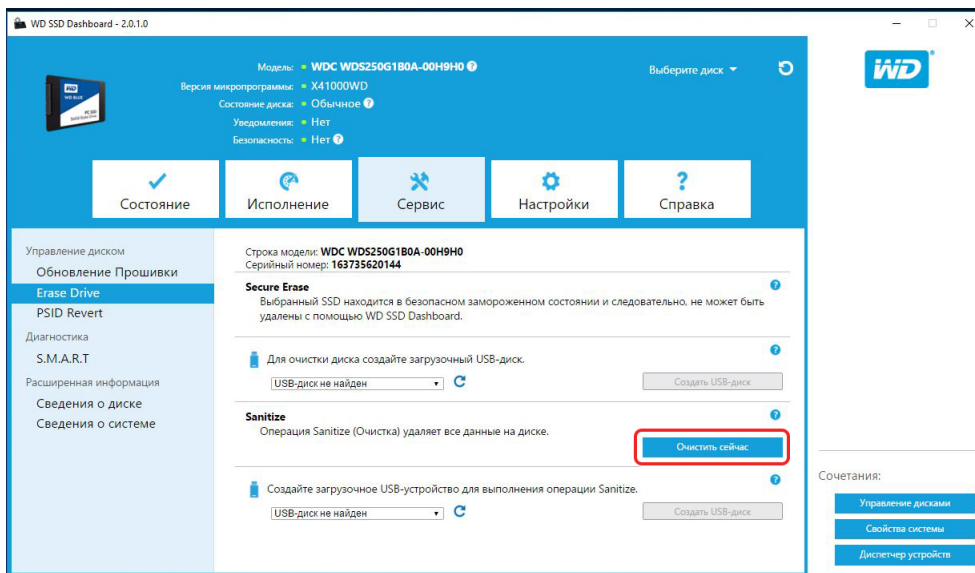 WD SSD Dashboard - 2.0.1.0
Модель: WDC WDS250G1B0A-00H9H0
Версия микропрограммы: X41000WD
Состояние диска: Обычное
Уведомления: Нет
Безопасность: Нет
Выберите диск
WD
WD
WD BLUE
Состояние
Исполнение
Сервис
Настройки
Справка
Управление диском
Обновление Прошивки
Erase Drive
PSID Revert
Диагностика
S.M.A.R.T
Расширенная информация
Сведения о диске
Сведения о системе
Строка модели: WDC WDS250G1B0A-00H9H0
Серийный номер: 163735620144
Secure Erase
Выбранный SSD находится в безопасном замороженном состоянии и следовательно, не может быть
удалены с помощью WD SSD Dashboard.
Для очистки диска создайте загрузочный USB-диск.
USB-диск не найден
Создать USB-диск
Sanitize
Операция Sanitize (Очистка) удаляет все данные на диске.
Очистить сейчас
Создайте загрузочное USB-устройство для выполнения операции Sanitize.
USB-диск не найден
Создать USB-диск
Сочетания:
Управление дисками
Свойства системы
Диспетчер устройств